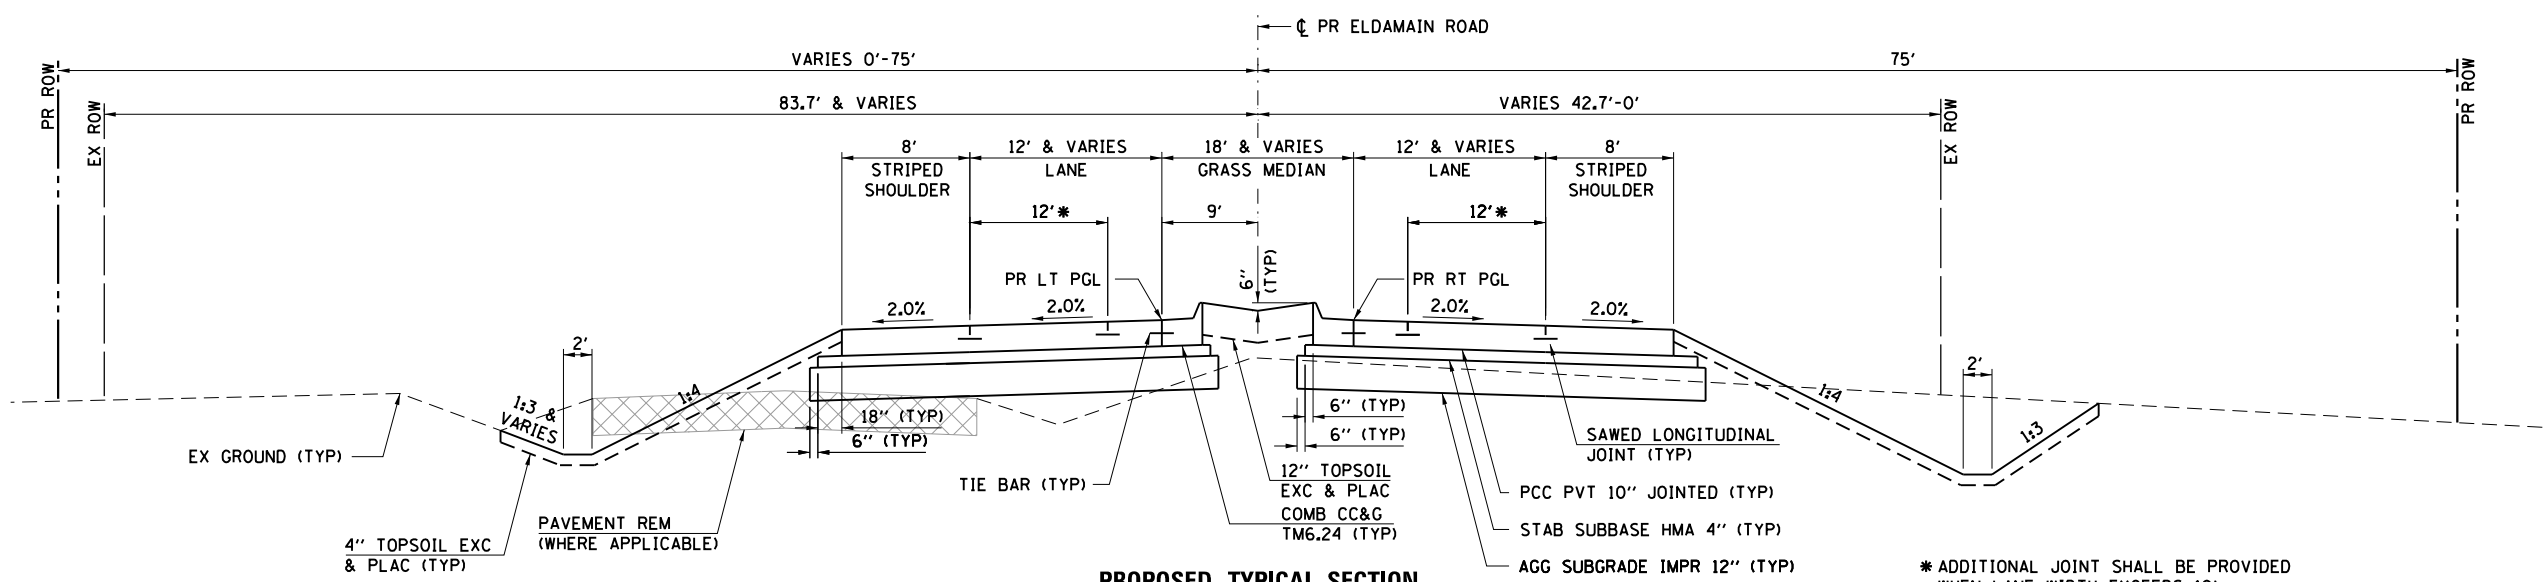 ℄ PR ELDAMAIN ROAD
VARIES 0'-75'
75'
PR ROW
EX ROW
83.7' & VARIES
VARIES 42.7'-0'
EX ROW
PR ROW
8'
STRIPED
SHOULDER
12' & VARIES
LANE
18' & VARIES
GRASS MEDIAN
12' & VARIES
LANE
8'
STRIPED
SHOULDER
12'*
9'
12'*
6"
(TYP)
PR LT PGL
PR RT PGL
2.0%
2.0%
2.0%
2.0%
2'
2'
1:3 &
VARIES
1:4
1:4
1:3
18" (TYP)
6" (TYP)
6" (TYP)
6" (TYP)
EX GROUND (TYP)
TIE BAR (TYP)
12" TOPSOIL
EXC & PLAC
COMB CC&G
TM6.24 (TYP)
SAWED LONGITUDINAL
JOINT (TYP)
PCC PVT 10" JOINTED (TYP)
STAB SUBBASE HMA 4" (TYP)
AGG SUBGRADE IMPR 12" (TYP)
PAVEMENT REM
(WHERE APPLICABLE)
4" TOPSOIL EXC
& PLAC (TYP)
PROPOSED TYPICAL SECTION
* ADDITIONAL JOINT SHALL BE PROVIDED